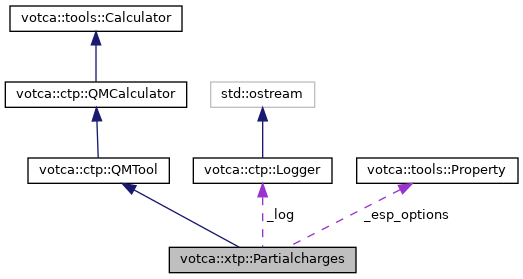 votca::tools::Calculator
votca::ctp::QMCalculator
std::ostream
votca::ctp::QMTool
votca::ctp::Logger
votca::tools::Property
_log
_esp_options
votca::xtp::Partialcharges